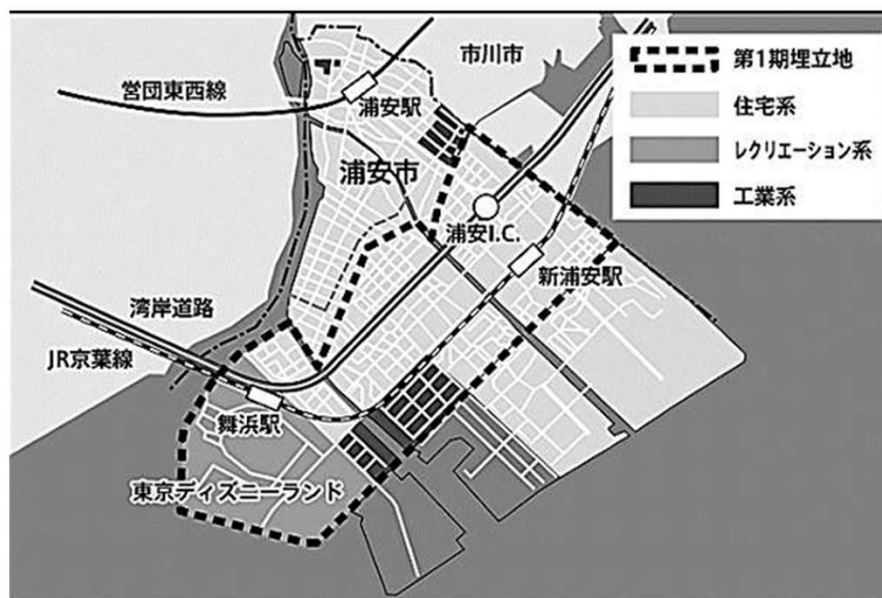 市川市
営団東西線
浦安駅
浦安市
浦安I.C.
新浦安駅
湾岸道路
JR京葉線
舞浜駅
東京ディズニーランド
第1期埋立地
住宅系
レクリエーション系
工業系